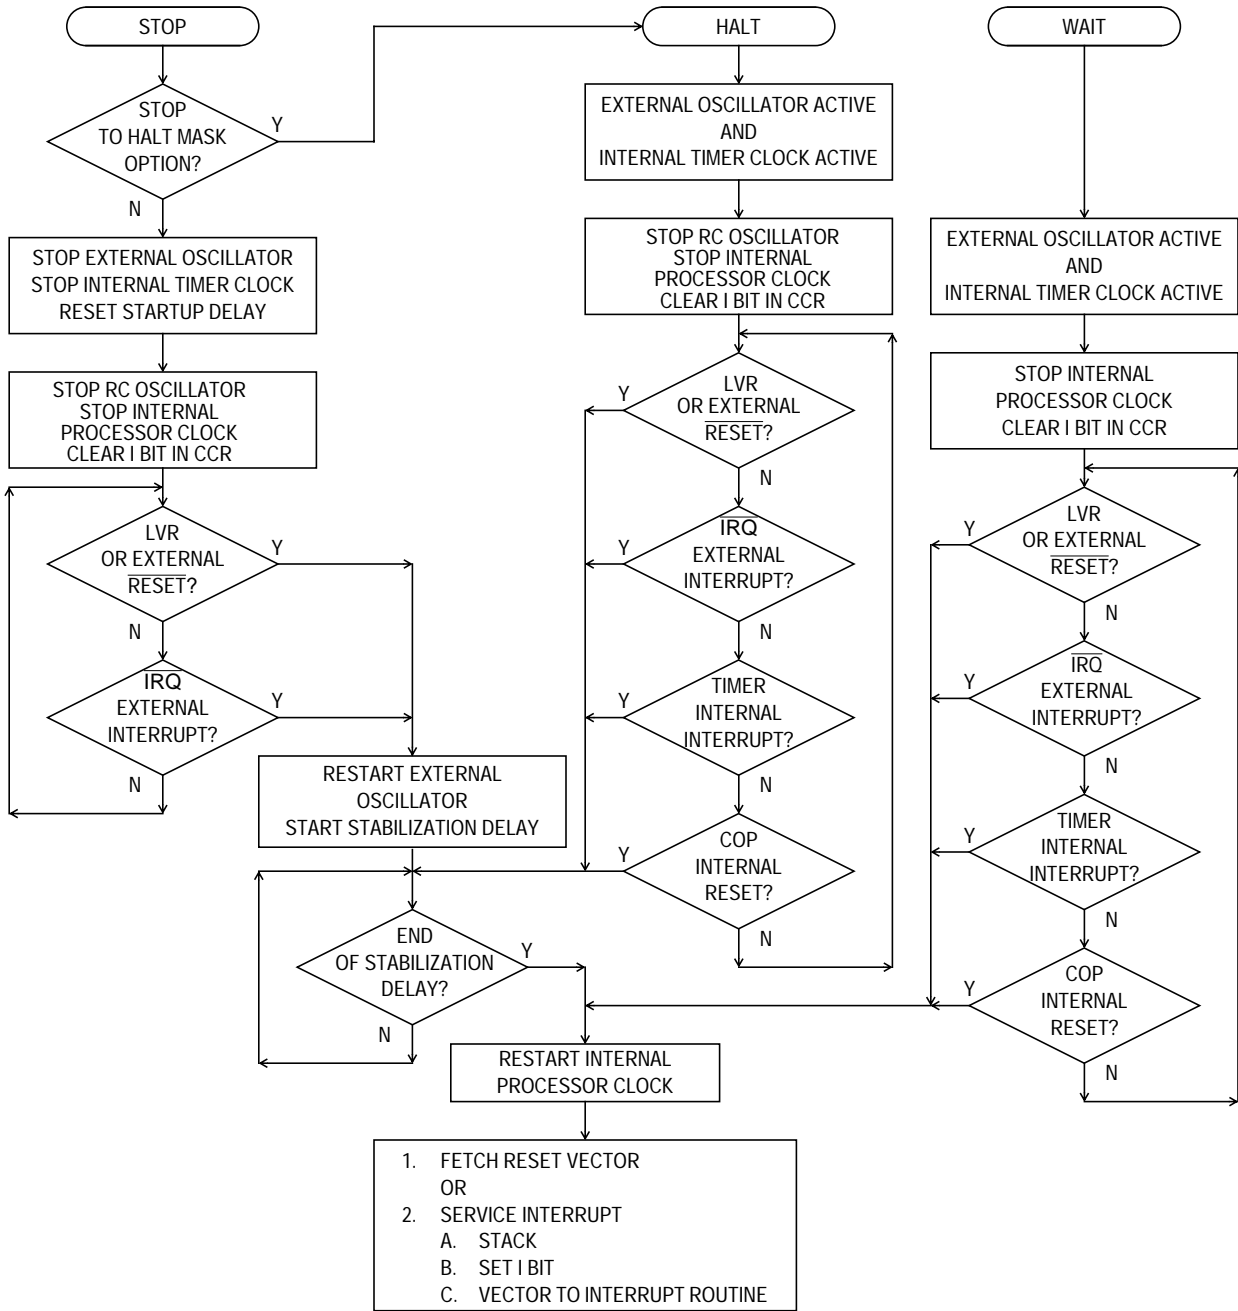 STOP
STOP
TO HALT MASK
OPTION?
Y
N
STOP EXTERNAL OSCILLATOR
STOP INTERNAL TIMER CLOCK
RESET STARTUP DELAY
STOP RC OSCILLATOR
STOP INTERNAL
PROCESSOR CLOCK
CLEAR I BIT IN CCR
LVR
OR EXTERNAL
RESET?
Y
N
IRQ
EXTERNAL
INTERRUPT?
Y
N
RESTART EXTERNAL
OSCILLATOR
START STABILIZATION DELAY
END
OF STABILIZATION
DELAY?
Y
N
HALT
EXTERNAL OSCILLATOR ACTIVE
AND
INTERNAL TIMER CLOCK ACTIVE
STOP RC OSCILLATOR
STOP INTERNAL
PROCESSOR CLOCK
CLEAR I BIT IN CCR
LVR
OR EXTERNAL
RESET?
Y
N
IRQ
EXTERNAL
INTERRUPT?
Y
N
TIMER
INTERNAL
INTERRUPT?
Y
N
COP
INTERNAL
RESET?
Y
N
WAIT
EXTERNAL OSCILLATOR ACTIVE
AND
INTERNAL TIMER CLOCK ACTIVE
STOP INTERNAL
PROCESSOR CLOCK
CLEAR I BIT IN CCR
LVR
OR EXTERNAL
RESET?
Y
N
IRQ
EXTERNAL
INTERRUPT?
Y
N
TIMER
INTERNAL
INTERRUPT?
Y
N
COP
INTERNAL
RESET?
Y
N
RESTART INTERNAL
PROCESSOR CLOCK
1. FETCH RESET VECTOR
OR
2. SERVICE INTERRUPT
A. STACK
B. SET I BIT
C. VECTOR TO INTERRUPT ROUTINE